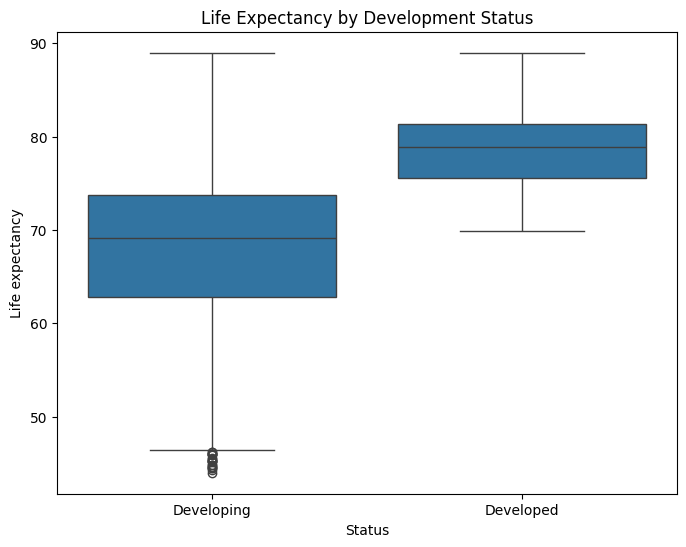 Life Expectancy by Development Status
90
80
70
60
50
Life expectancy
Developing
Developed
Status